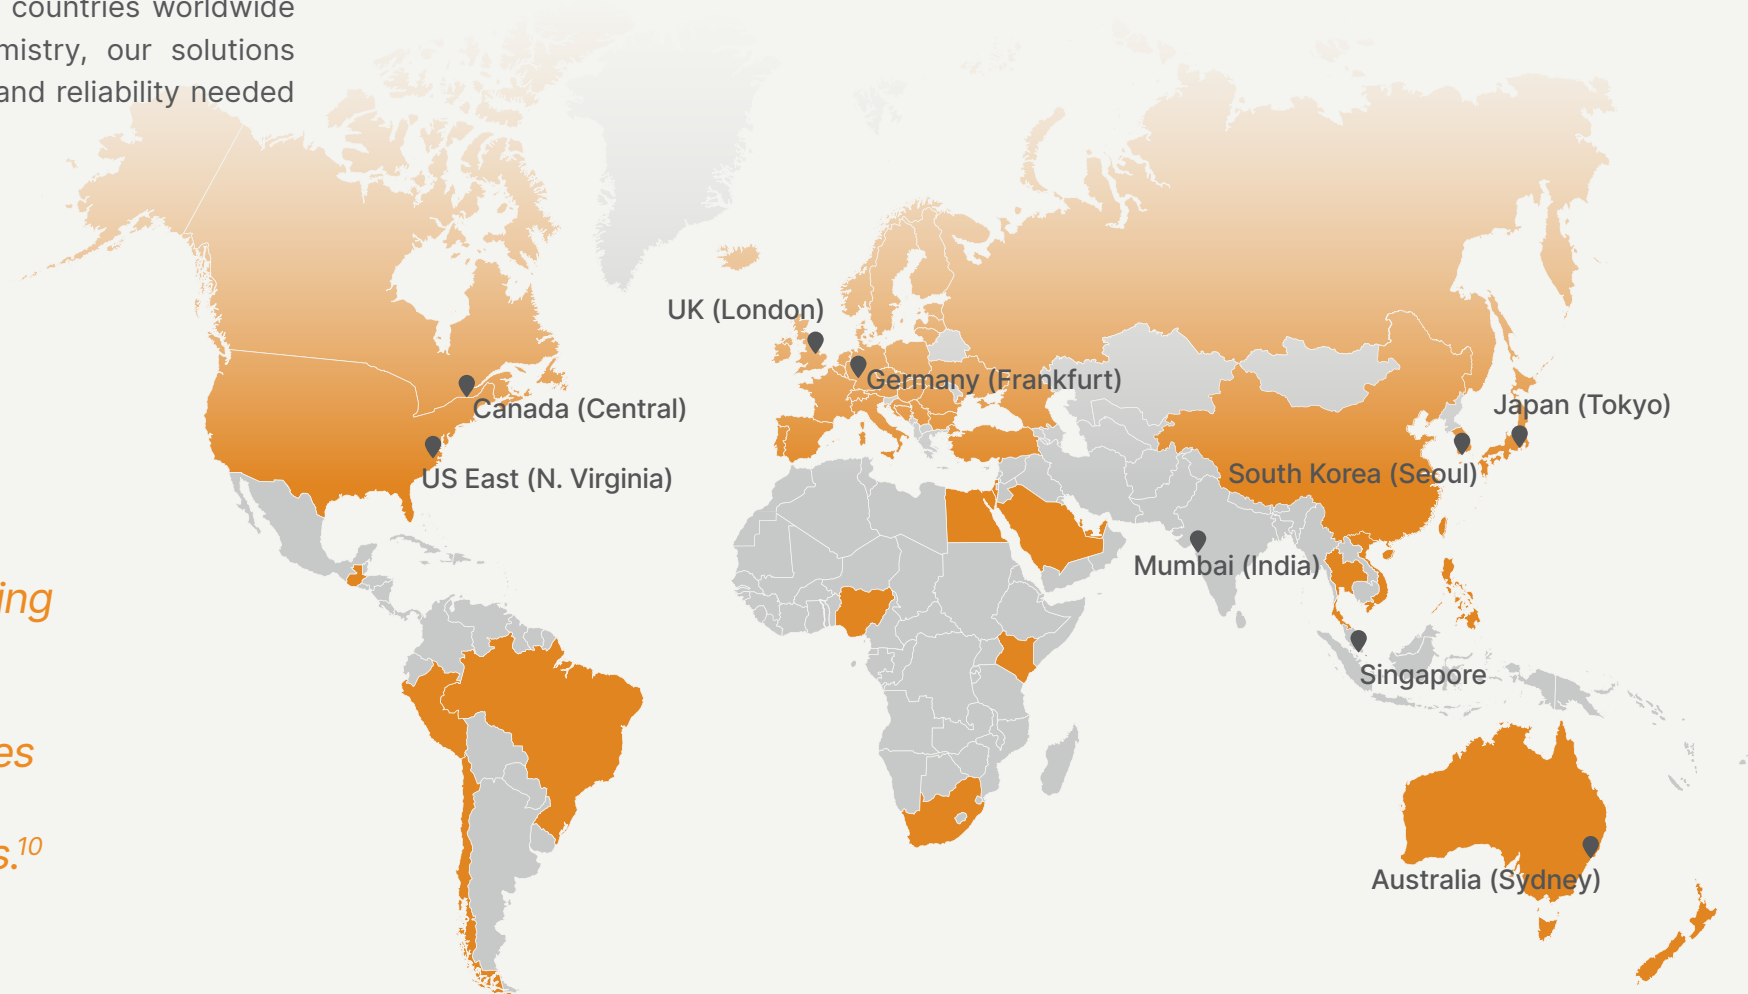 countries worldwide
mistry, our solutions
and reliability needed
UK (London)
Germany (Frankfurt)
Canada (Central)
Japan (Tokyo)
US East (N. Virginia)
South Korea (Seoul)
Mumbai (India)
ing
Singapore
es
s.¹⁰
Australia (Sydney)